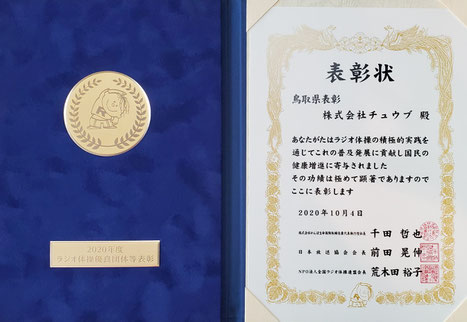 2020年度
ラジオ体操優良団体等表彰
表彰状
鳥取県表彰
株式会社チュウブ 殿
あなたがたはラジオ体操の積極的実践を
通じてこれの普及発展に貢献し国民の
健康増進に寄与されました
その功績は極めて顕著でありますので
ここに表彰します
2020年10月4日
千田 哲也
日本放送協会会長 前田 晃伸
NPO法人全国ラジオ体操連盟会長 荒木田 裕子